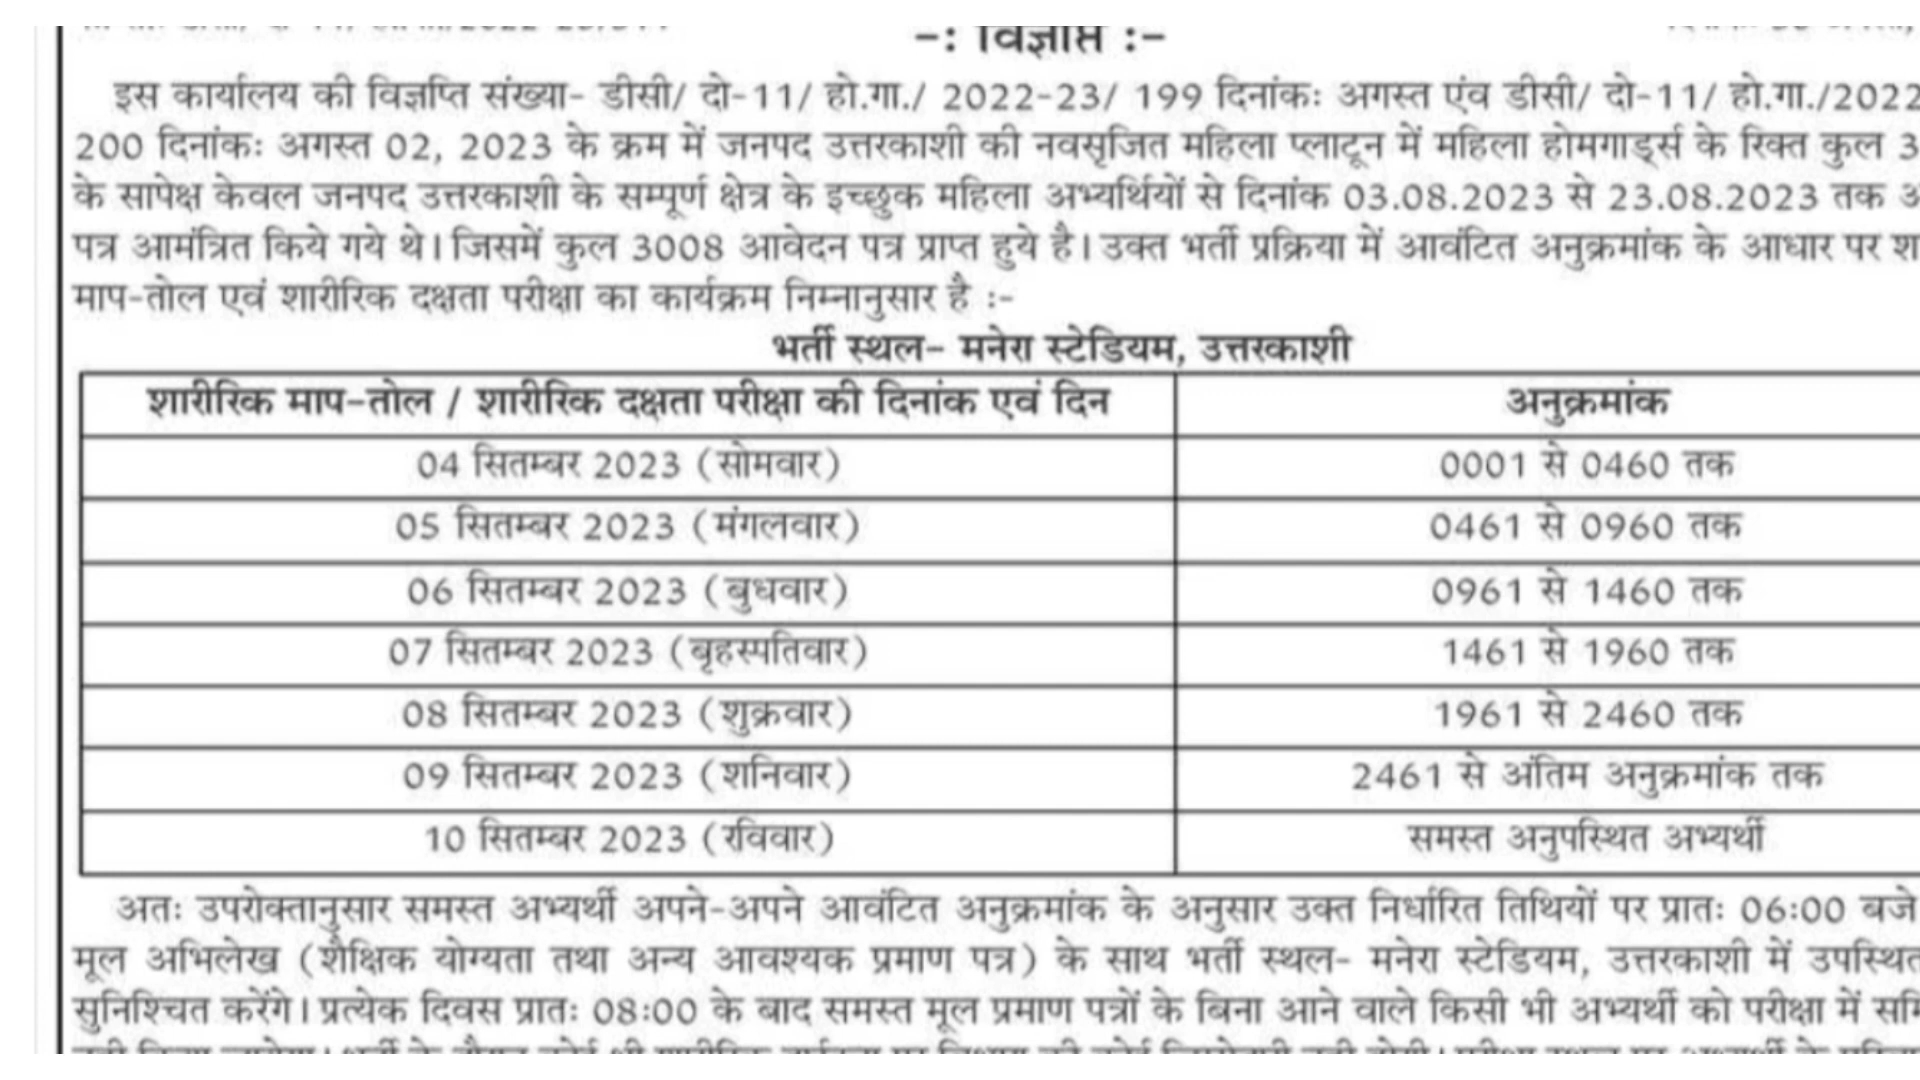 -: विज्ञप्ति :-
इस कार्यालय की विज्ञप्ति संख्या- डीसी/ दो-11/ हो.गा./ 2022-23/ 199 दिनांकः अगस्त एंव डीसी/ दो-11/ हो.गा./2022
200 दिनांकः अगस्त 02, 2023 के क्रम में जनपद उत्तरकाशी की नवसृजित महिला प्लाटून में महिला होमगार्ड्स के रिक्त कुल 3
के सापेक्ष केवल जनपद उत्तरकाशी के सम्पूर्ण क्षेत्र के इच्छुक महिला अभ्यर्थियों से दिनांक 03.08.2023 से 23.08.2023 तक
पत्र आमंत्रित किये गये थे। जिसमें कुल 3008 आवेदन पत्र प्राप्त हुये है। उक्त भर्ती प्रक्रिया में आवंटित अनुक्रमांक के आधार पर
माप-तोल एवं शारीरिक दक्षता परीक्षा का कार्यक्रम निम्नानुसार है :-
भर्ती स्थल- मनेरा स्टेडियम, उत्तरकाशी
शारीरिक माप-तोल / शारीरिक दक्षता परीक्षा की दिनांक एवं दिन अनुक्रमांक
04 सितम्बर 2023 (सोमवार) 0001 से 0460 तक
05 सितम्बर 2023 (मंगलवार) 0461 से 0960 तक
06 सितम्बर 2023 (बुधवार) 0961 से 1460 तक
07 सितम्बर 2023 (बृहस्पतिवार) 1461 से 1960 तक
08 सितम्बर 2023 (शुक्रवार) 1961 से 2460 तक
09 सितम्बर 2023 (शनिवार) 2461 से अंतिम अनुक्रमांक तक
10 सितम्बर 2023 (रविवार) समस्त अनुपस्थित अभ्यर्थी
अतः उपरोक्तानुसार समस्त अभ्यर्थी अपने-अपने आवंटित अनुक्रमांक के अनुसार उक्त निर्धारित तिथियों पर प्रातः 06:00 बजे
मूल अभिलेख (शैक्षिक योग्यता तथा अन्य आवश्यक प्रमाण पत्र) के साथ भर्ती स्थल- मनेरा स्टेडियम, उत्तरकाशी में उपस्थित
सुनिश्चित करेंगे। प्रत्येक दिवस प्रातः 08:00 के बाद समस्त मूल प्रमाण पत्रों के बिना आने वाले किसी भी अभ्यर्थी को परीक्षा में